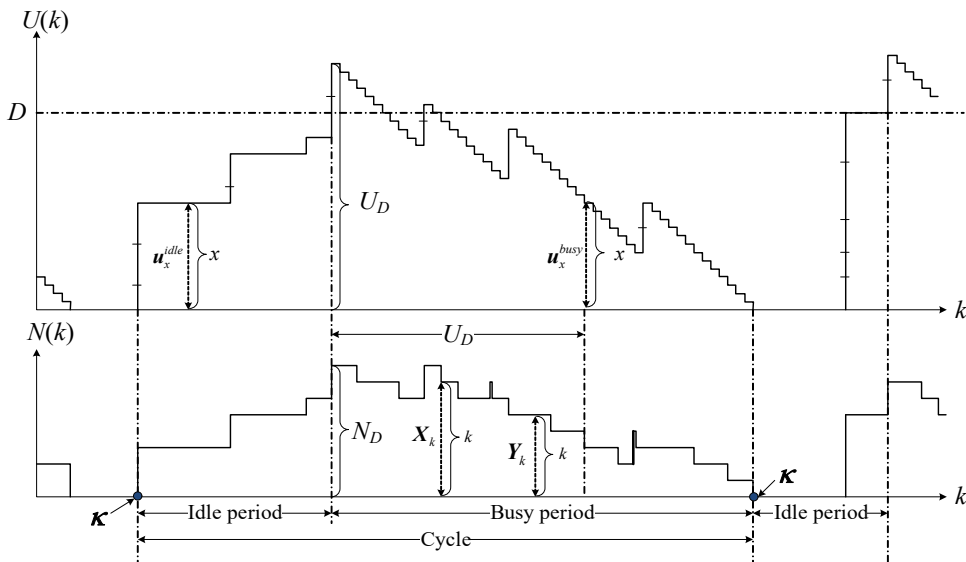 U(k)
D
U_D
u_x^{idle}
x
u_x^{busy}
x
k
N(k)
U_D
N_D
X_k
k
Y_k
k
κ
κ
k
Idle period
Busy period
Idle period
Cycle